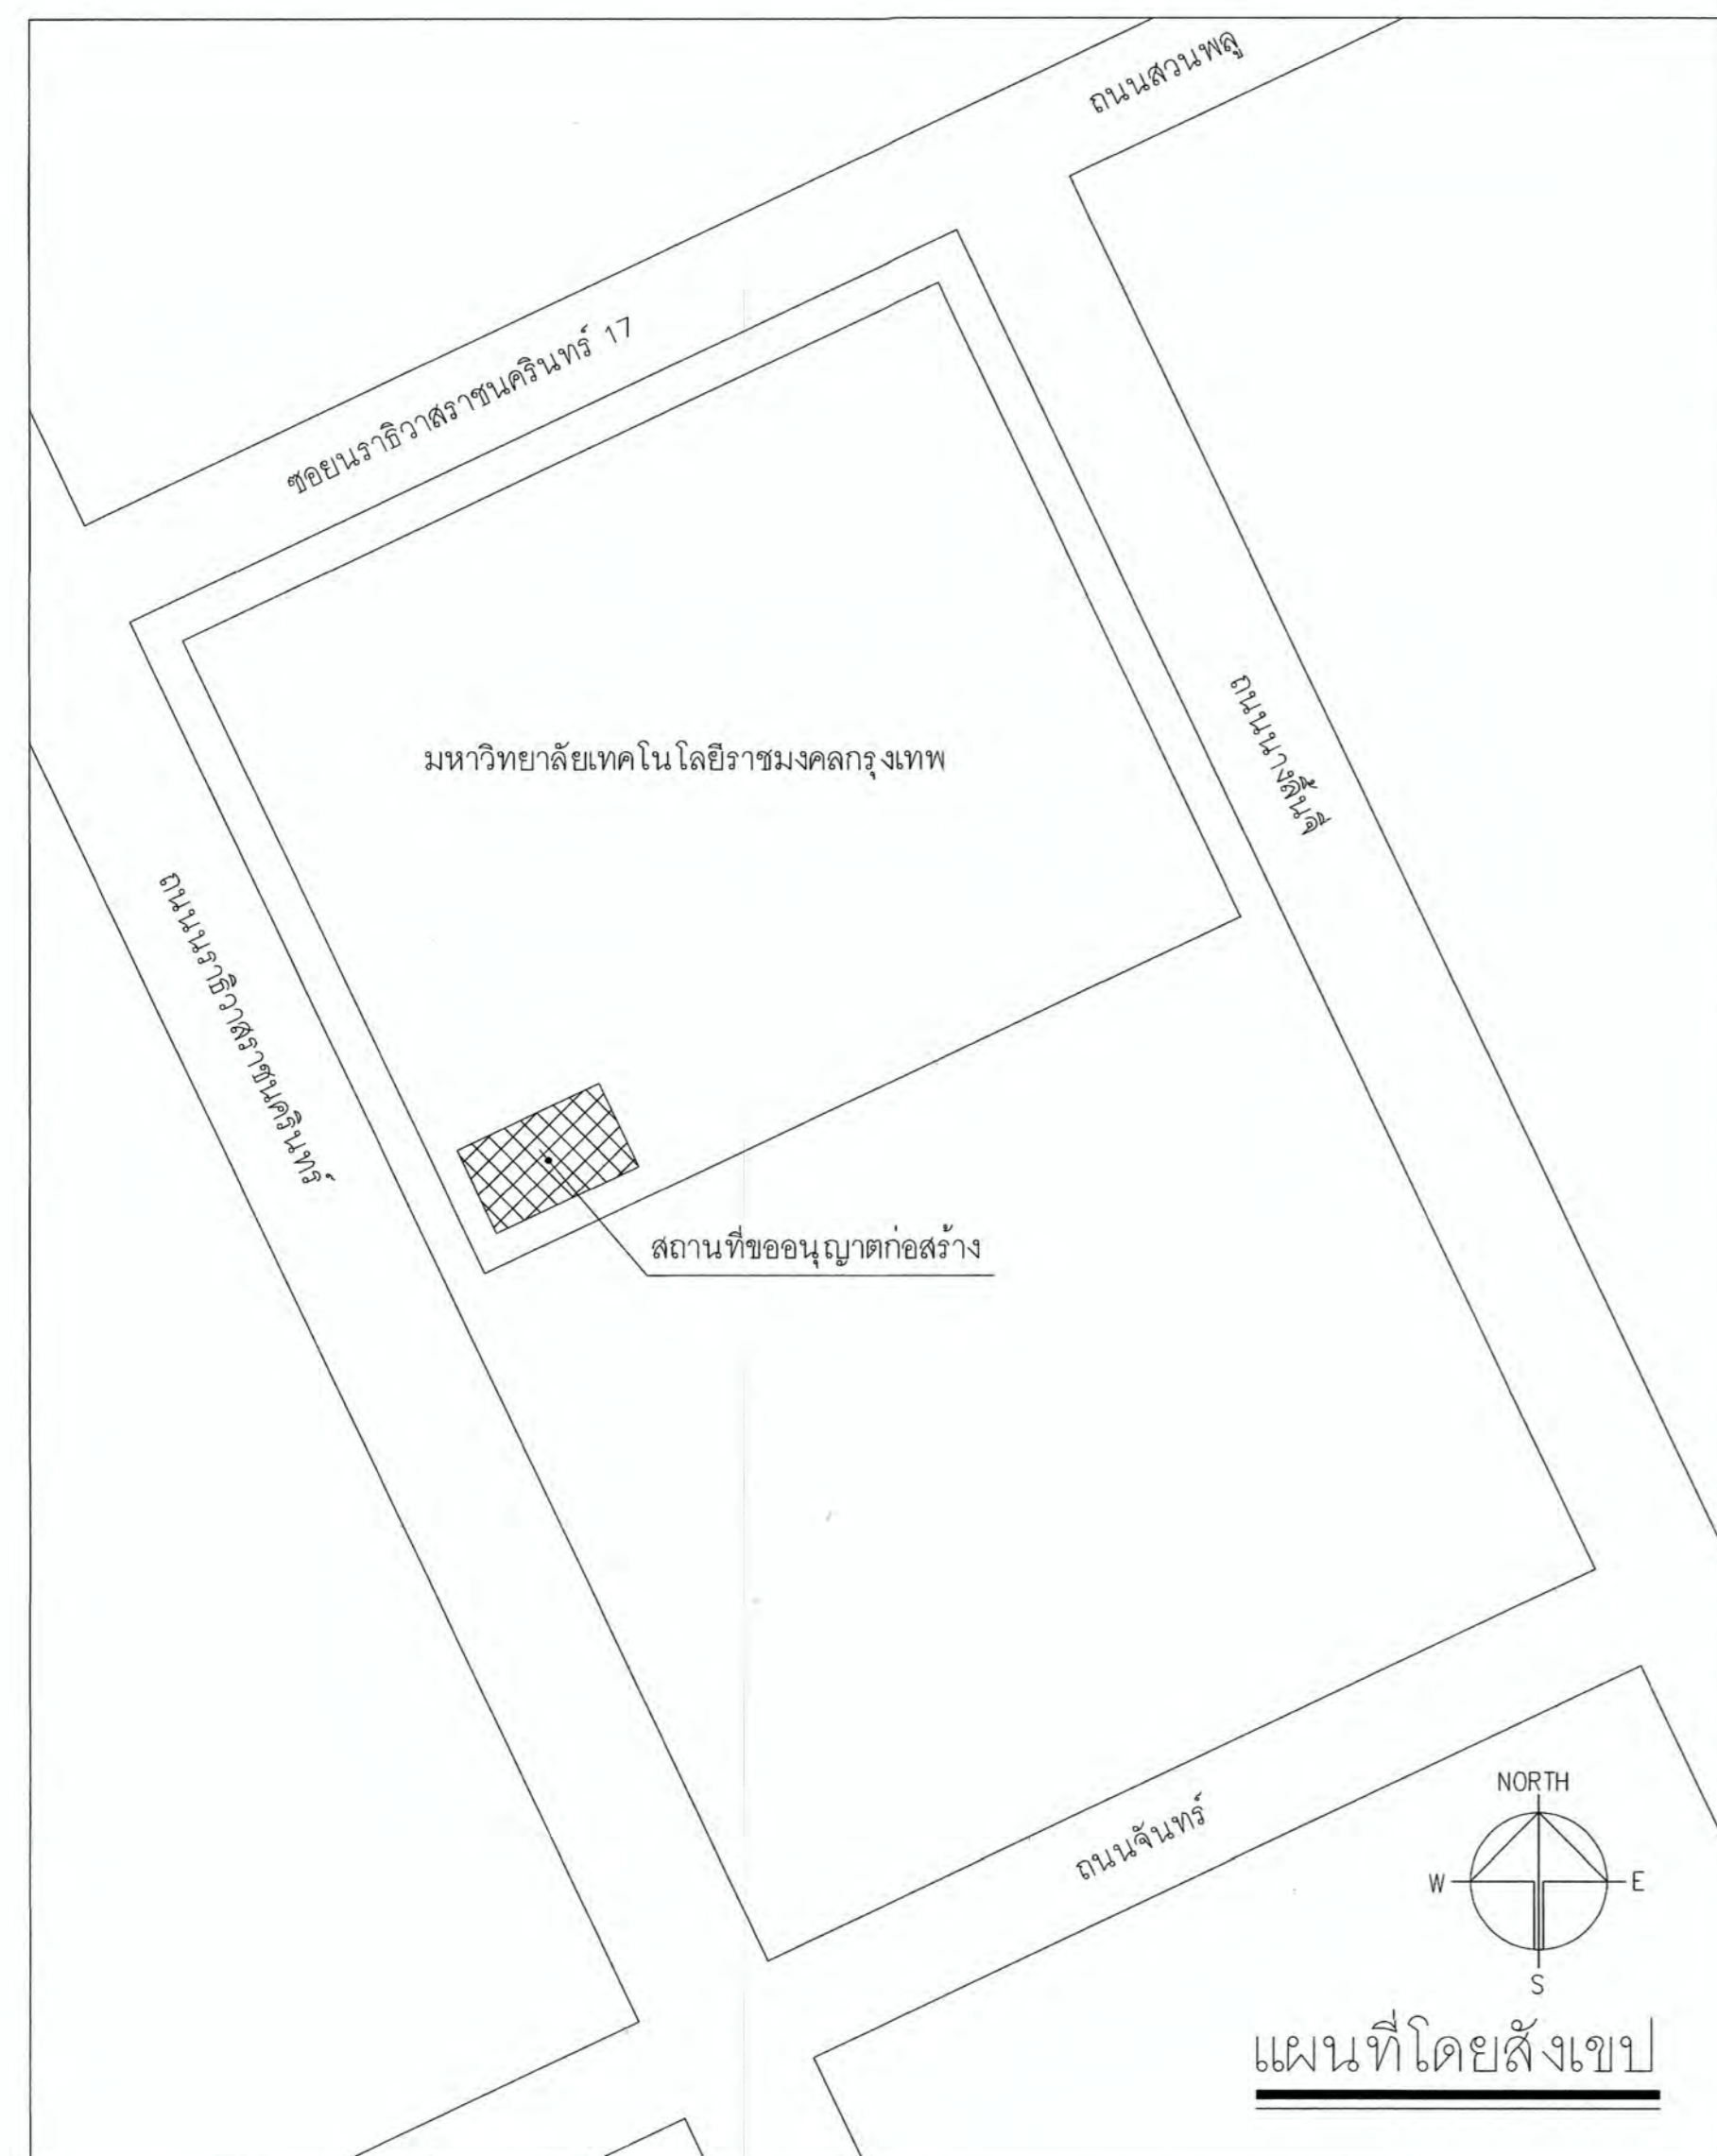 ถนนสวนพลู
ซอยนราธิวาสราชนครินทร์ 17
มหาวิทยาลัยเทคโนโลยีราชมงคลกรุงเทพ
ถนนนางลิ้นจี่
ถนนนราธิวาสราชนครินทร์
สถานที่ขออนุญาตก่อสร้าง
ถนนจันทร์
NORTH
W
E
S
แผนที่โดยสังเขป